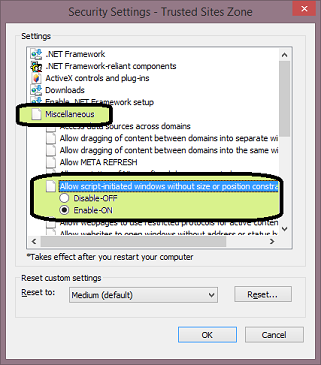 Security Settings - Trusted Sites Zone
Settings
.NET Framework
.NET Framework-reliant components
ActiveX controls and plug-ins
Downloads
Enable .NET Framework setup
Miscellaneous
Access data sources across domains
Allow dragging of content between domains into separate wi
Allow dragging of content between domains into the same wi
Allow META REFRESH
Allow script-initiated windows without size or position constra
Disable-OFF
Enable-ON
Allow webpages to use restricted protocols for active content
Allow websites to open windows without address or status b
*Takes effect after you restart your computer
Reset custom settings
Reset to:
Medium (default)
Reset...
OK
Cancel